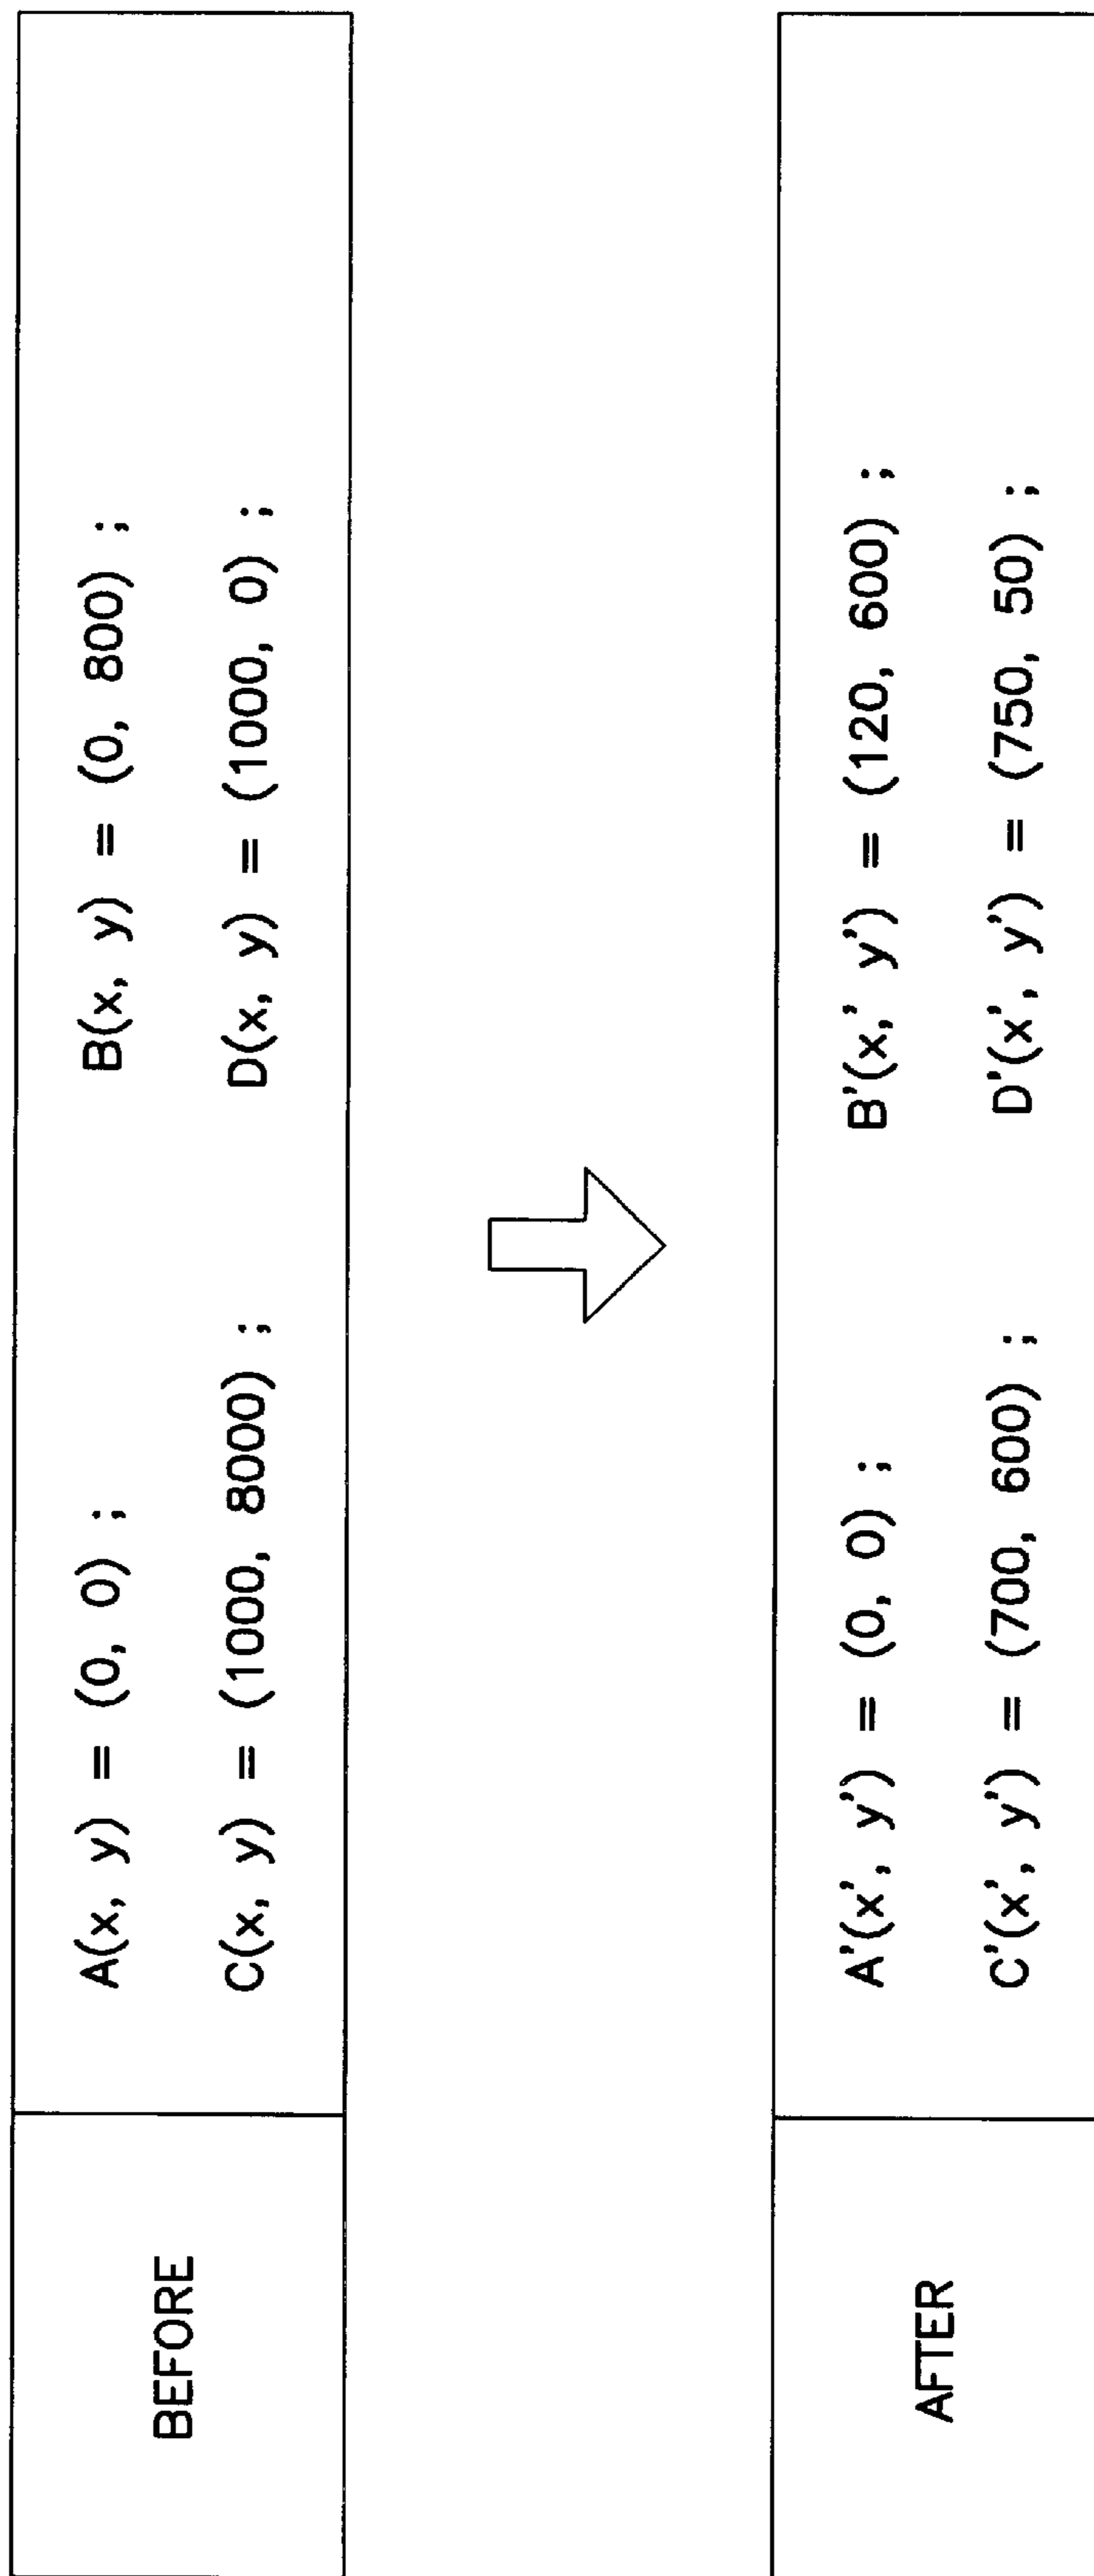 BEFORE
A(x, y) = (0, 0) ; B(x, y) = (0, 800) ;
C(x, y) = (1000, 8000) ; D(x, y) = (1000, 0) ;
AFTER
A'(x', y') = (0, 0) ; B'(x,' y') = (120, 600) ;
C'(x', y') = (700, 600) ; D'(x', y') = (750, 50) ;